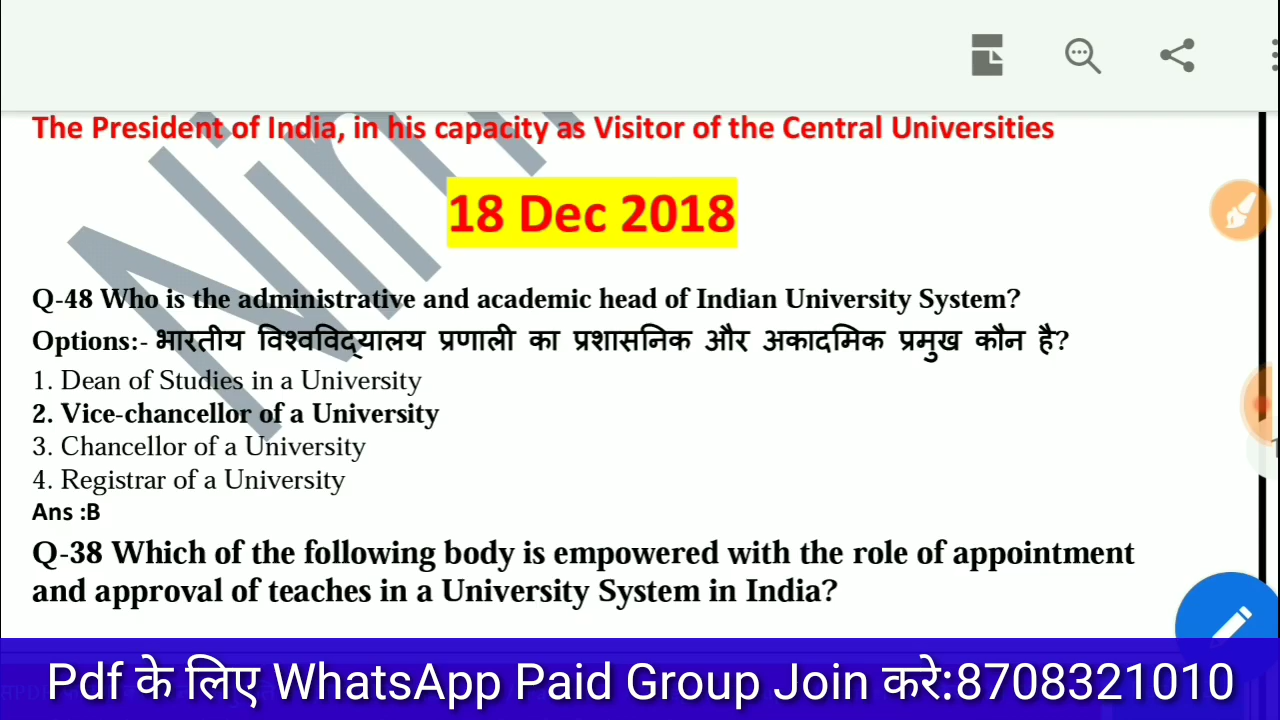 The President of India, in his capacity as Visitor of the Central Universities
18 Dec 2018
Q-48 Who is the administrative and academic head of Indian University System?
Options:- भारतीय विश्वविद्यालय प्रणाली का प्रशासनिक और अकादमिक प्रमुख कौन है?
1. Dean of Studies in a University
2. Vice-chancellor of a University
3. Chancellor of a University
4. Registrar of a University
Ans :B
Q-38 Which of the following body is empowered with the role of appointment
and approval of teaches in a University System in India?
Pdf के लिए WhatsApp Paid Group Join करे:8708321010